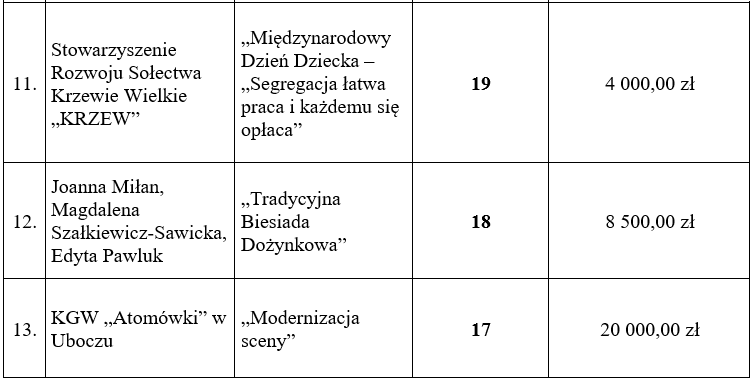 11.
Stowarzyszenie
Rozwoju Sołectwa
Krzewie Wielkie
„KRZEW”
„Międzynarodowy
Dzień Dziecka –
„Segregacja łatwa
praca i każdemu się
opłaca”
19
4 000,00 zł
12.
Joanna Miłan,
Magdalena
Szałkiewicz-Sawicka,
Edyta Pawluk
„Tradycyjna
Biesiada
Dożynkowa”
18
8 500,00 zł
13.
KGW „Atomówki” w
Uboczu
„Modernizacja
sceny”
17
20 000,00 zł